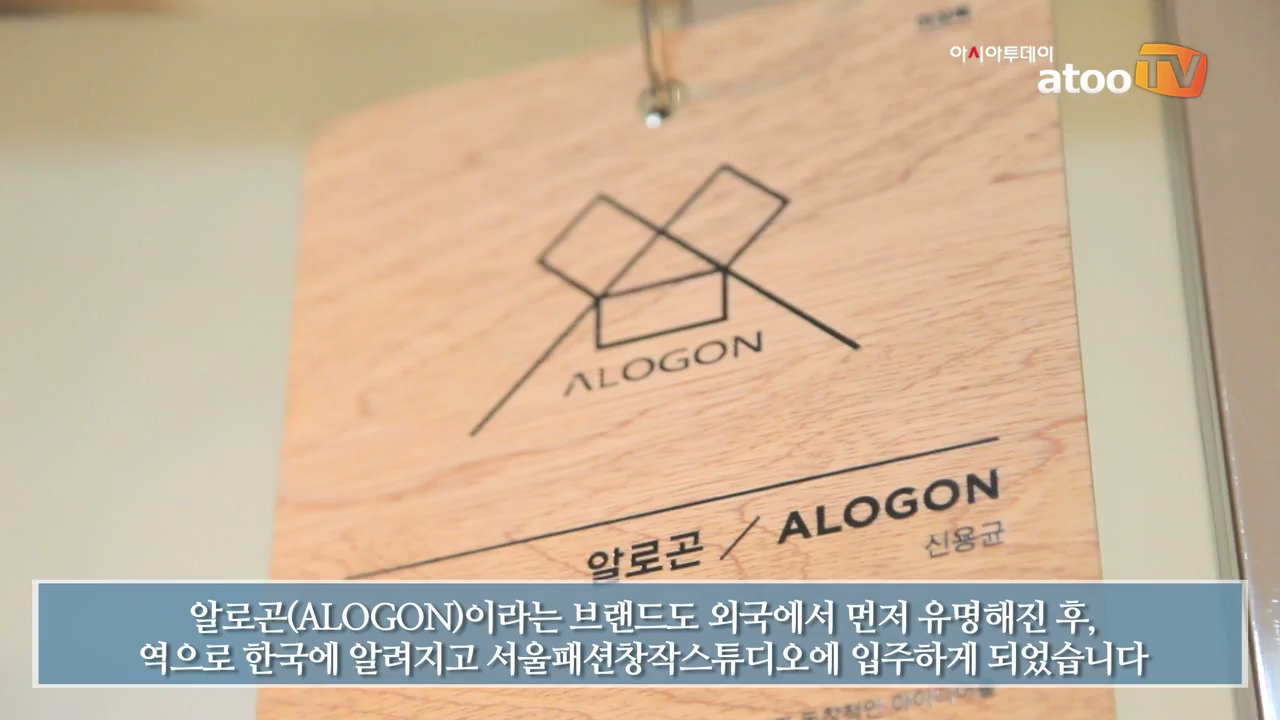 아시아투데이
atooTV
ALOGON
알로곤 / ALOGON
신용균
알로곤(ALOGON)이라는 브랜드도 외국에서 먼저 유명해진 후,
역으로 한국에 알려지고 서울패션창작스튜디오에 입주하게 되었습니다